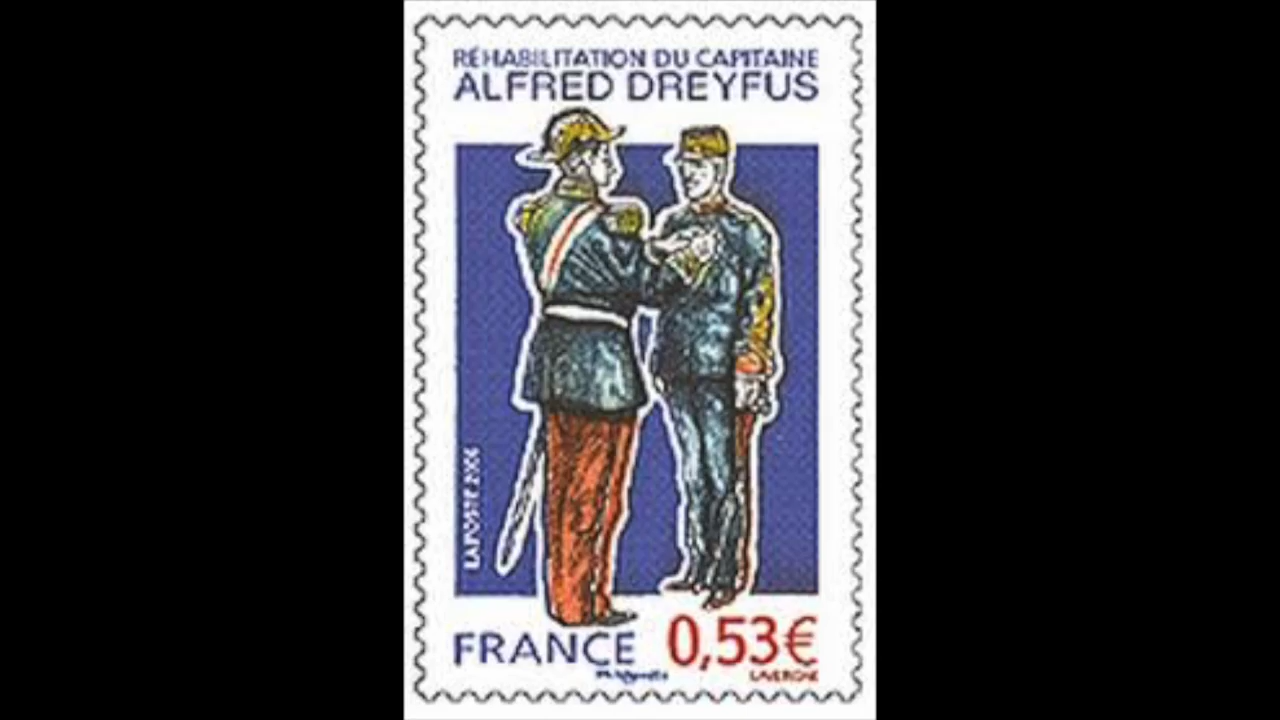 RÉHABILITATION DU CAPITAINE
ALFRED DREYFUS
LA POSTE 2006
FRANCE 0,53€
LAVERGNE